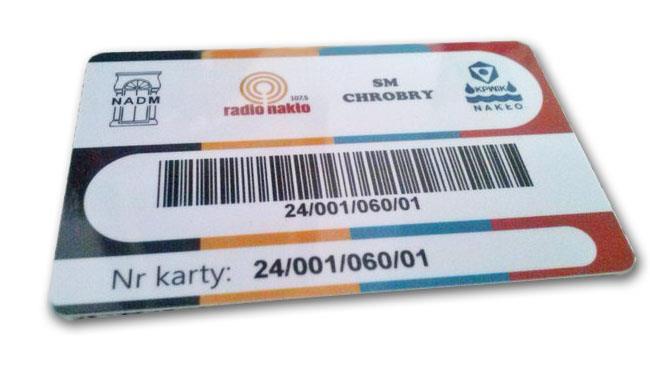 NADM
107.5
radio nakło
SM
CHROBRY
KPWiK
NAKŁO
24/001/060/01
Nr karty: 24/001/060/01